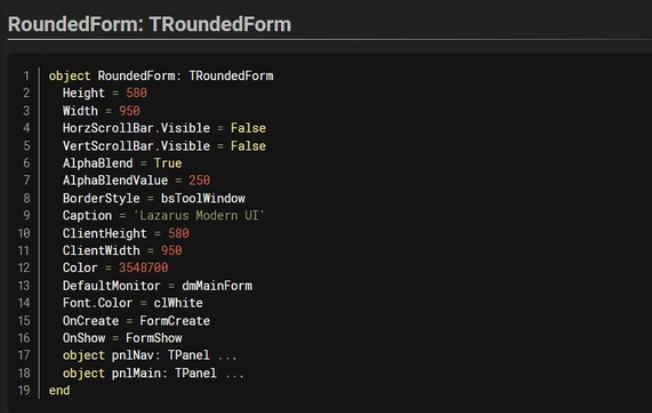 RoundedForm: TRoundedForm
1 object RoundedForm: TRoundedForm
2 Height = 580
3 Width = 950
4 HorzScrollBar.Visible = False
5 VertScrollBar.Visible = False
6 AlphaBlend = True
7 AlphaBlendValue = 250
8 BorderStyle = bsToolWindow
9 Caption = 'Lazarus Modern UI'
10 ClientHeight = 580
11 ClientWidth = 950
12 Color = 3548700
13 DefaultMonitor = dmMainForm
14 Font.Color = clWhite
15 OnCreate = FormCreate
16 OnShow = FormShow
17 object pnlNav: TPanel ...
18 object pnlMain: TPanel ...
19 end